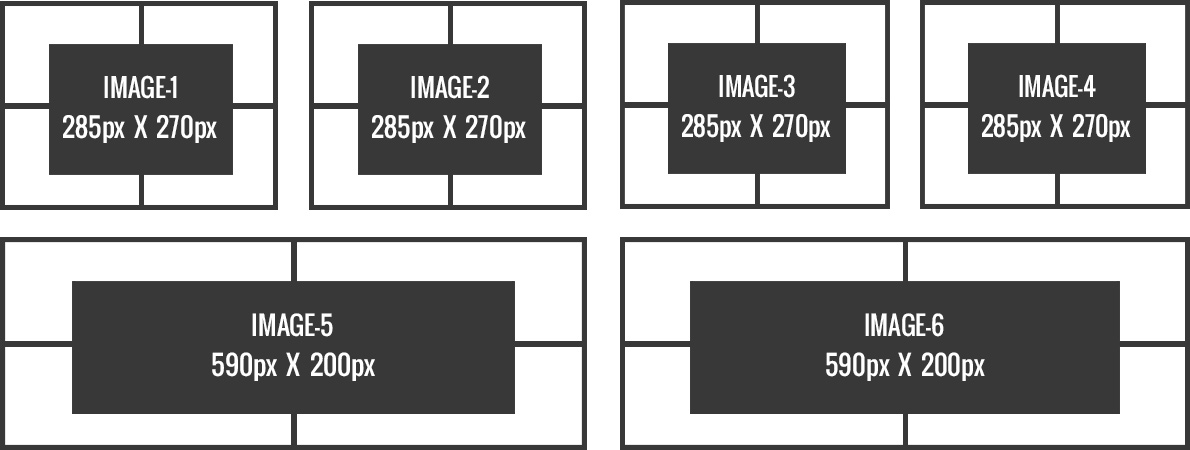 IMAGE-1
285px X 270px
IMAGE-2
285px X 270px
IMAGE-3
285px X 270px
IMAGE-4
285px X 270px
IMAGE-5
590px X 200px
IMAGE-6
590px X 200px